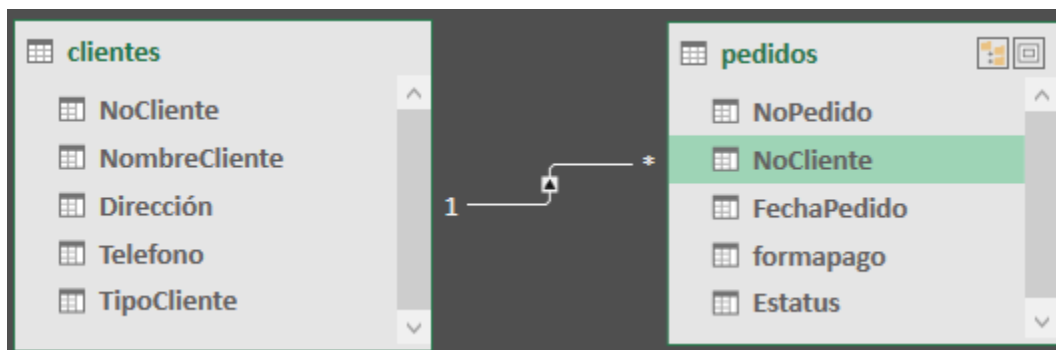 clientes
NoCliente
NombreCliente
Dirección
Telefono
TipoCliente
1
*
pedidos
NoPedido
NoCliente
FechaPedido
formapago
Estatus